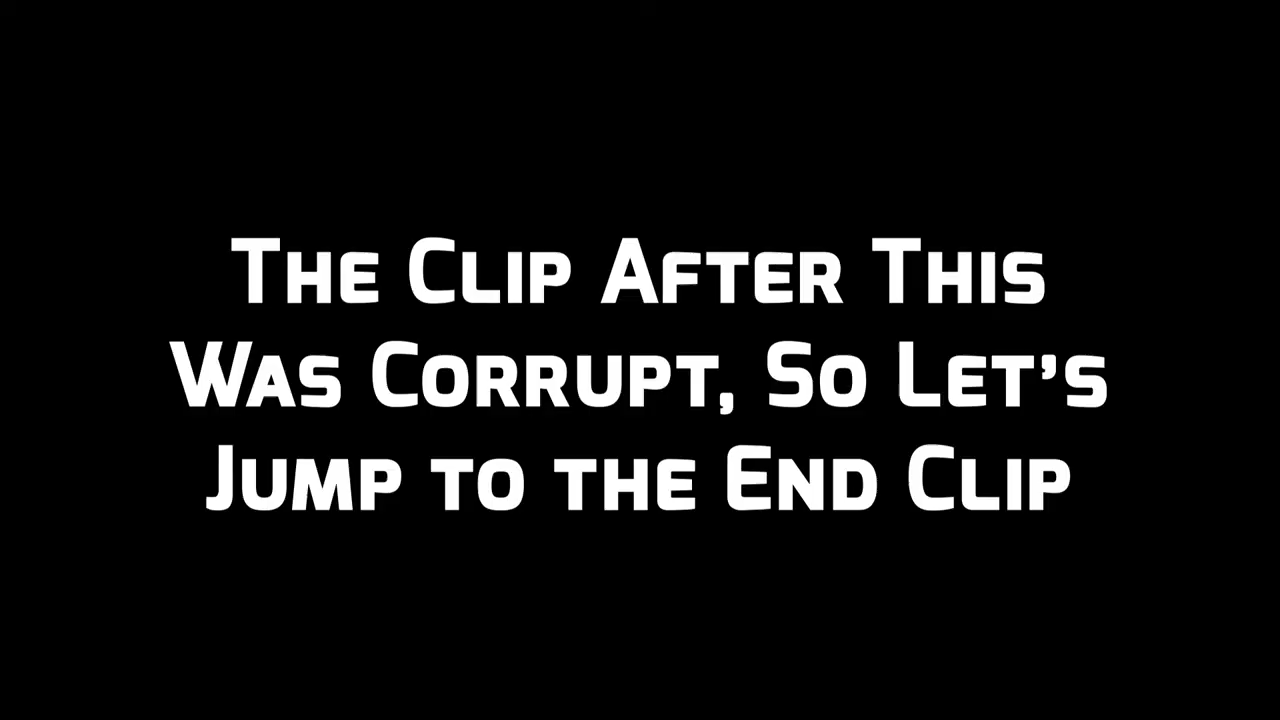 The Clip After This
Was Corrupt, So Let's
Jump to the End Clip